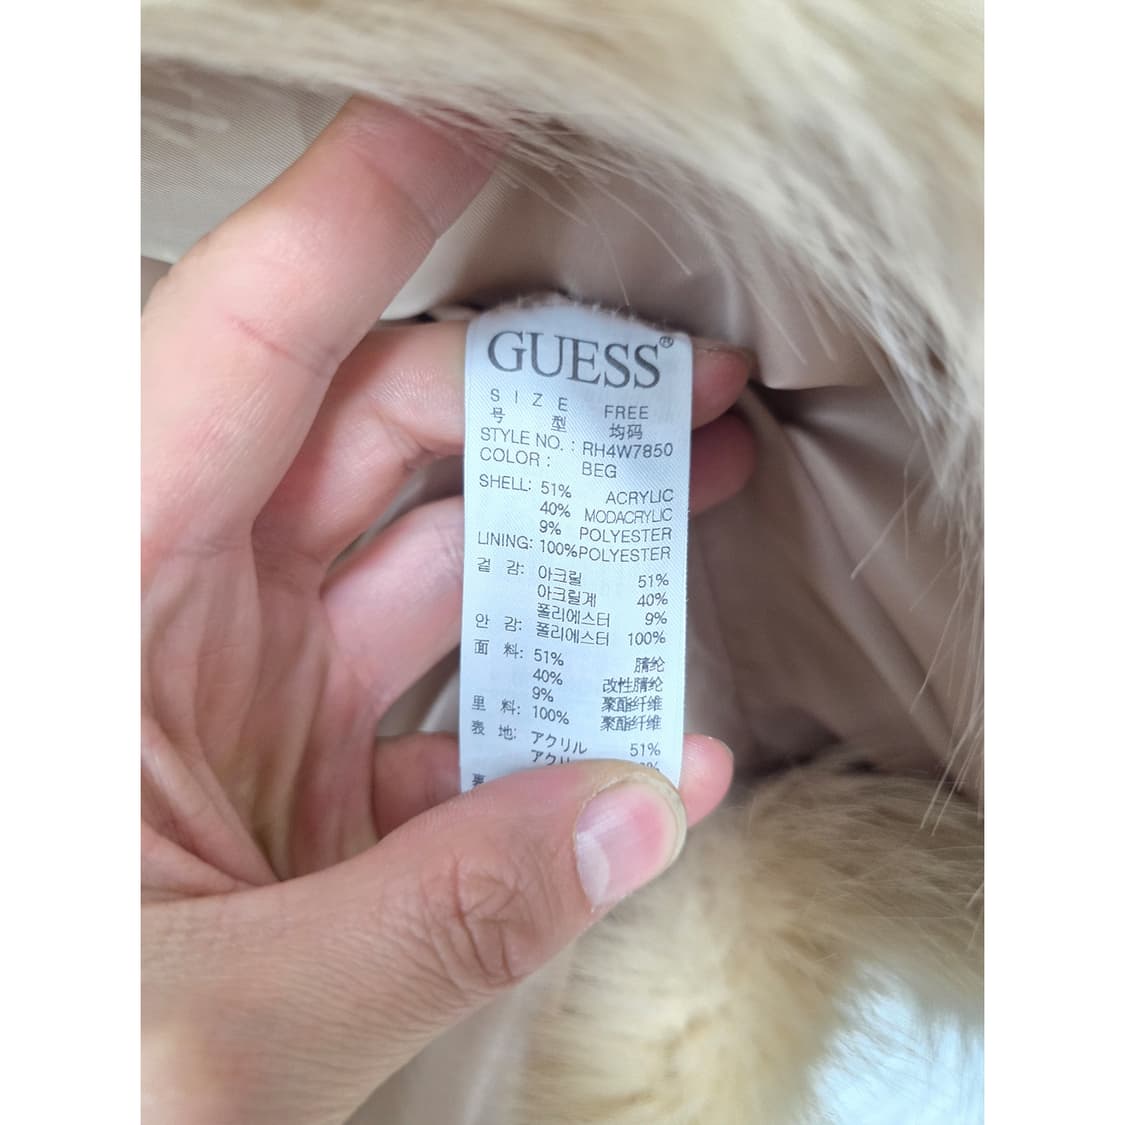 GUESS®
SIZE FREE
号 型 均码
STYLE NO. : RH4W7850
COLOR : BEG
SHELL: 51% ACRYLIC
40% MODACRYLIC
9% POLYESTER
LINING: 100%POLYESTER
겉 감: 아크릴 51%
아크릴계 40%
폴리에스터 9%
안 감: 폴리에스터 100%
面 料: 51% 腈纶
40% 改性腈纶
9% 聚酯纤维
里 料: 100% 聚酯纤维
表 地: アクリル 51%
アクリ